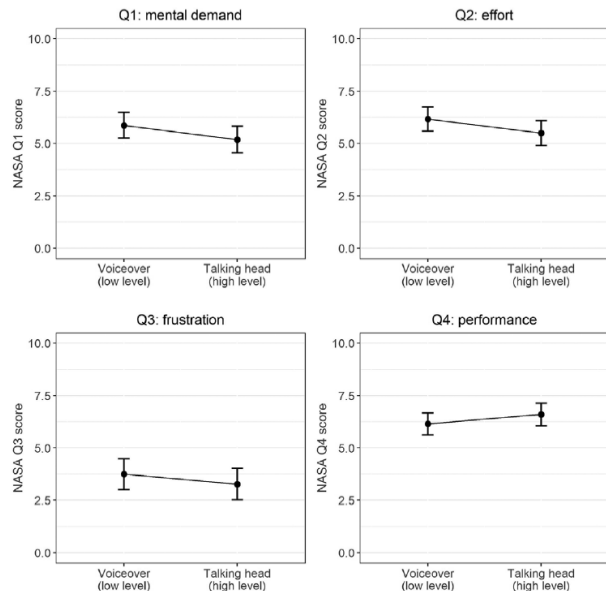 Q1: mental demand
NASA Q1 score
10.0
7.5
5.0
2.5
0.0
Voiceover
(low level)
Talking head
(high level)
Q2: effort
NASA Q2 score
10.0
7.5
5.0
2.5
0.0
Voiceover
(low level)
Talking head
(high level)
Q3: frustration
NASA Q3 score
10.0
7.5
5.0
2.5
0.0
Voiceover
(low level)
Talking head
(high level)
Q4: performance
NASA Q4 score
10.0
7.5
5.0
2.5
0.0
Voiceover
(low level)
Talking head
(high level)